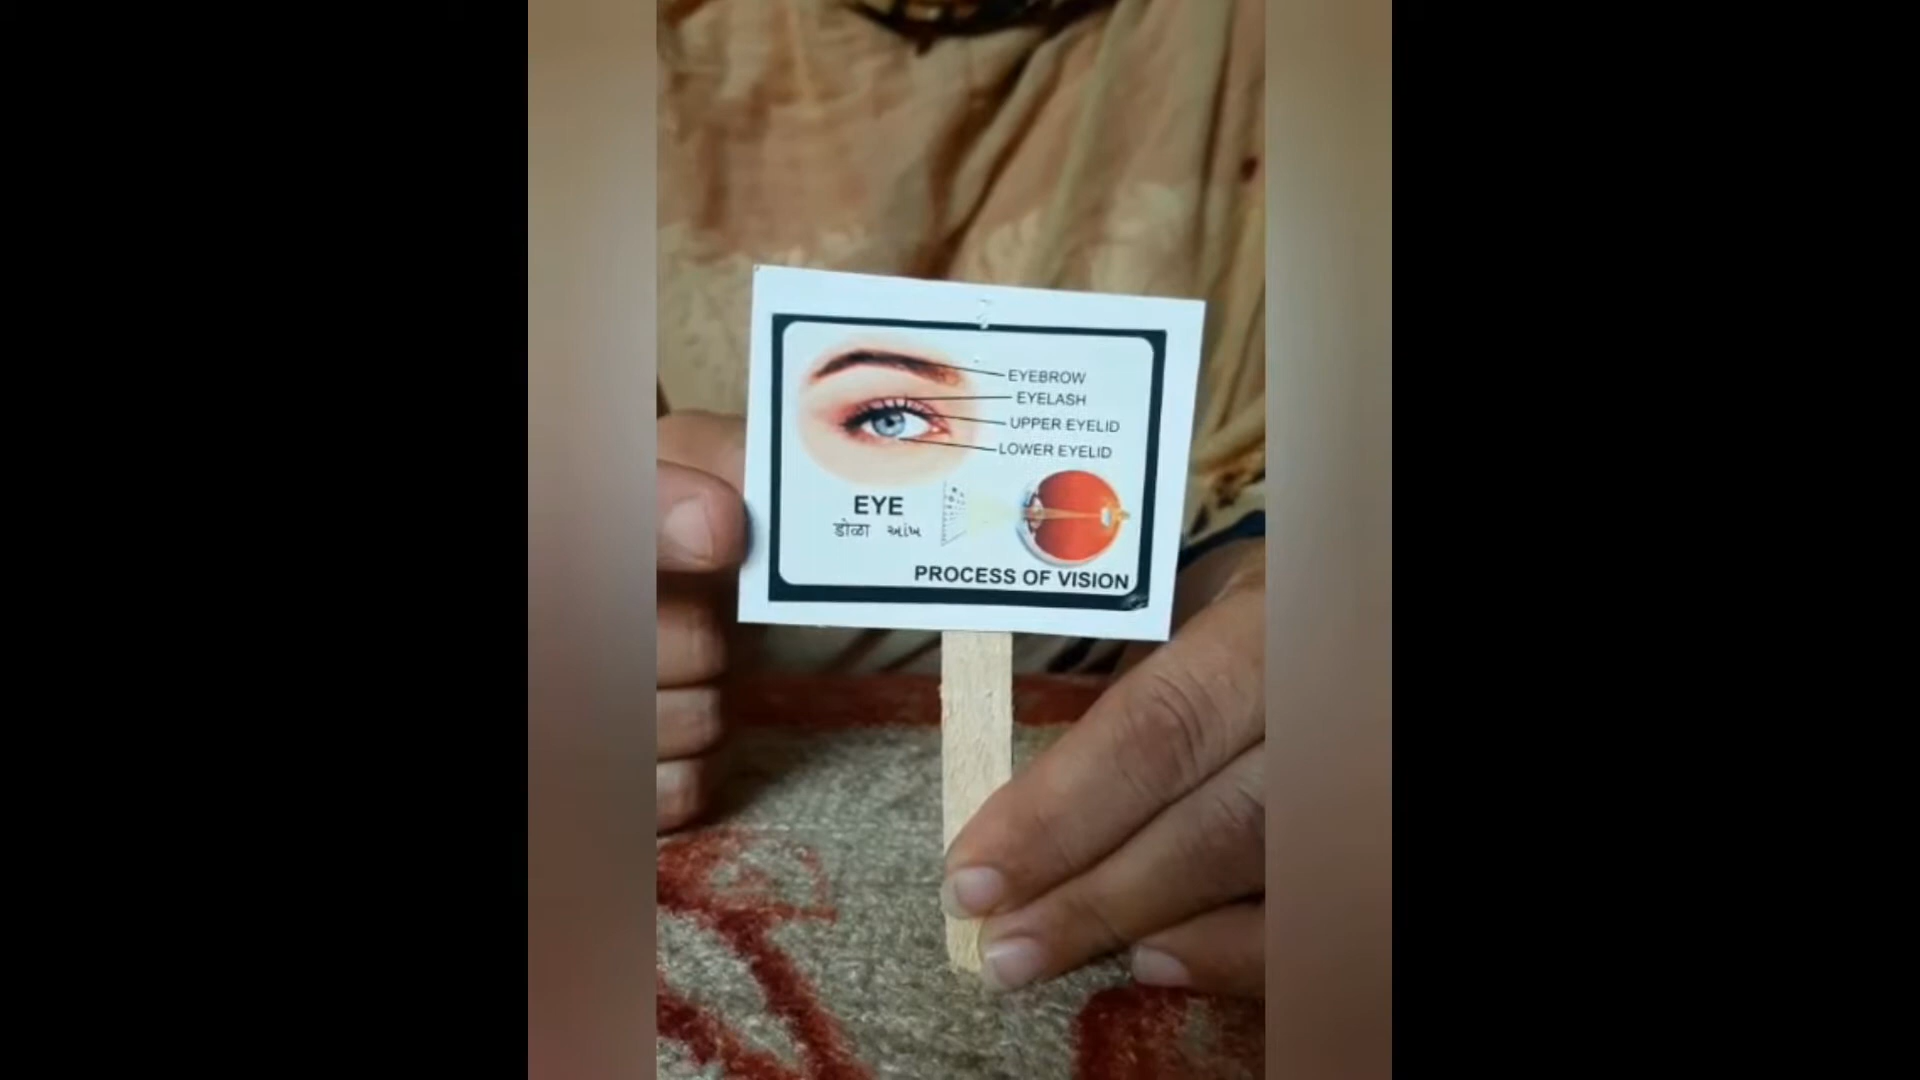 EYEBROW
EYELASH
UPPER EYELID
LOWER EYELID
EYE
डोळा આંખ
PROCESS OF VISION